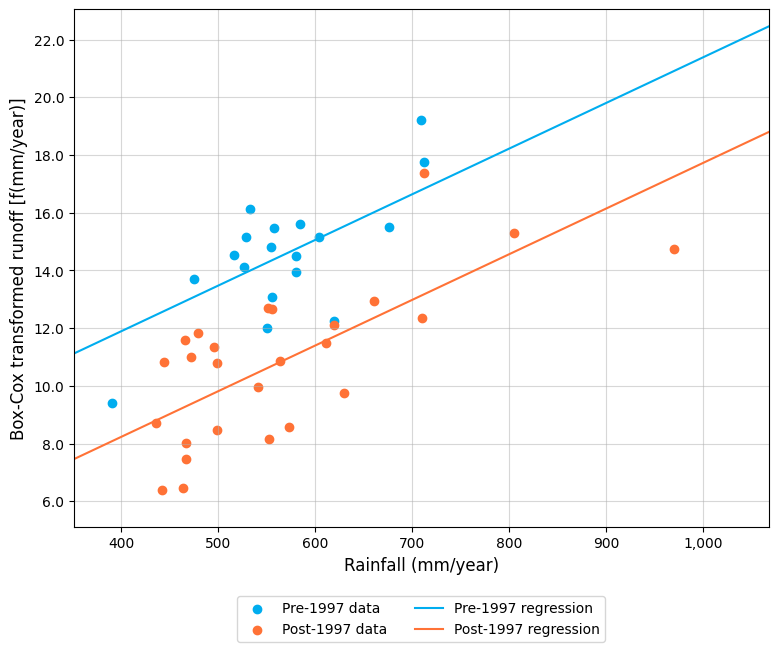 Box-Cox transformed runoff [f(mm/year)]
22.0
20.0
18.0
16.0
14.0
12.0
10.0
8.0
6.0
400 500 600 700 800 900 1,000
Rainfall (mm/year)
Pre-1997 data Pre-1997 regression
Post-1997 data Post-1997 regression